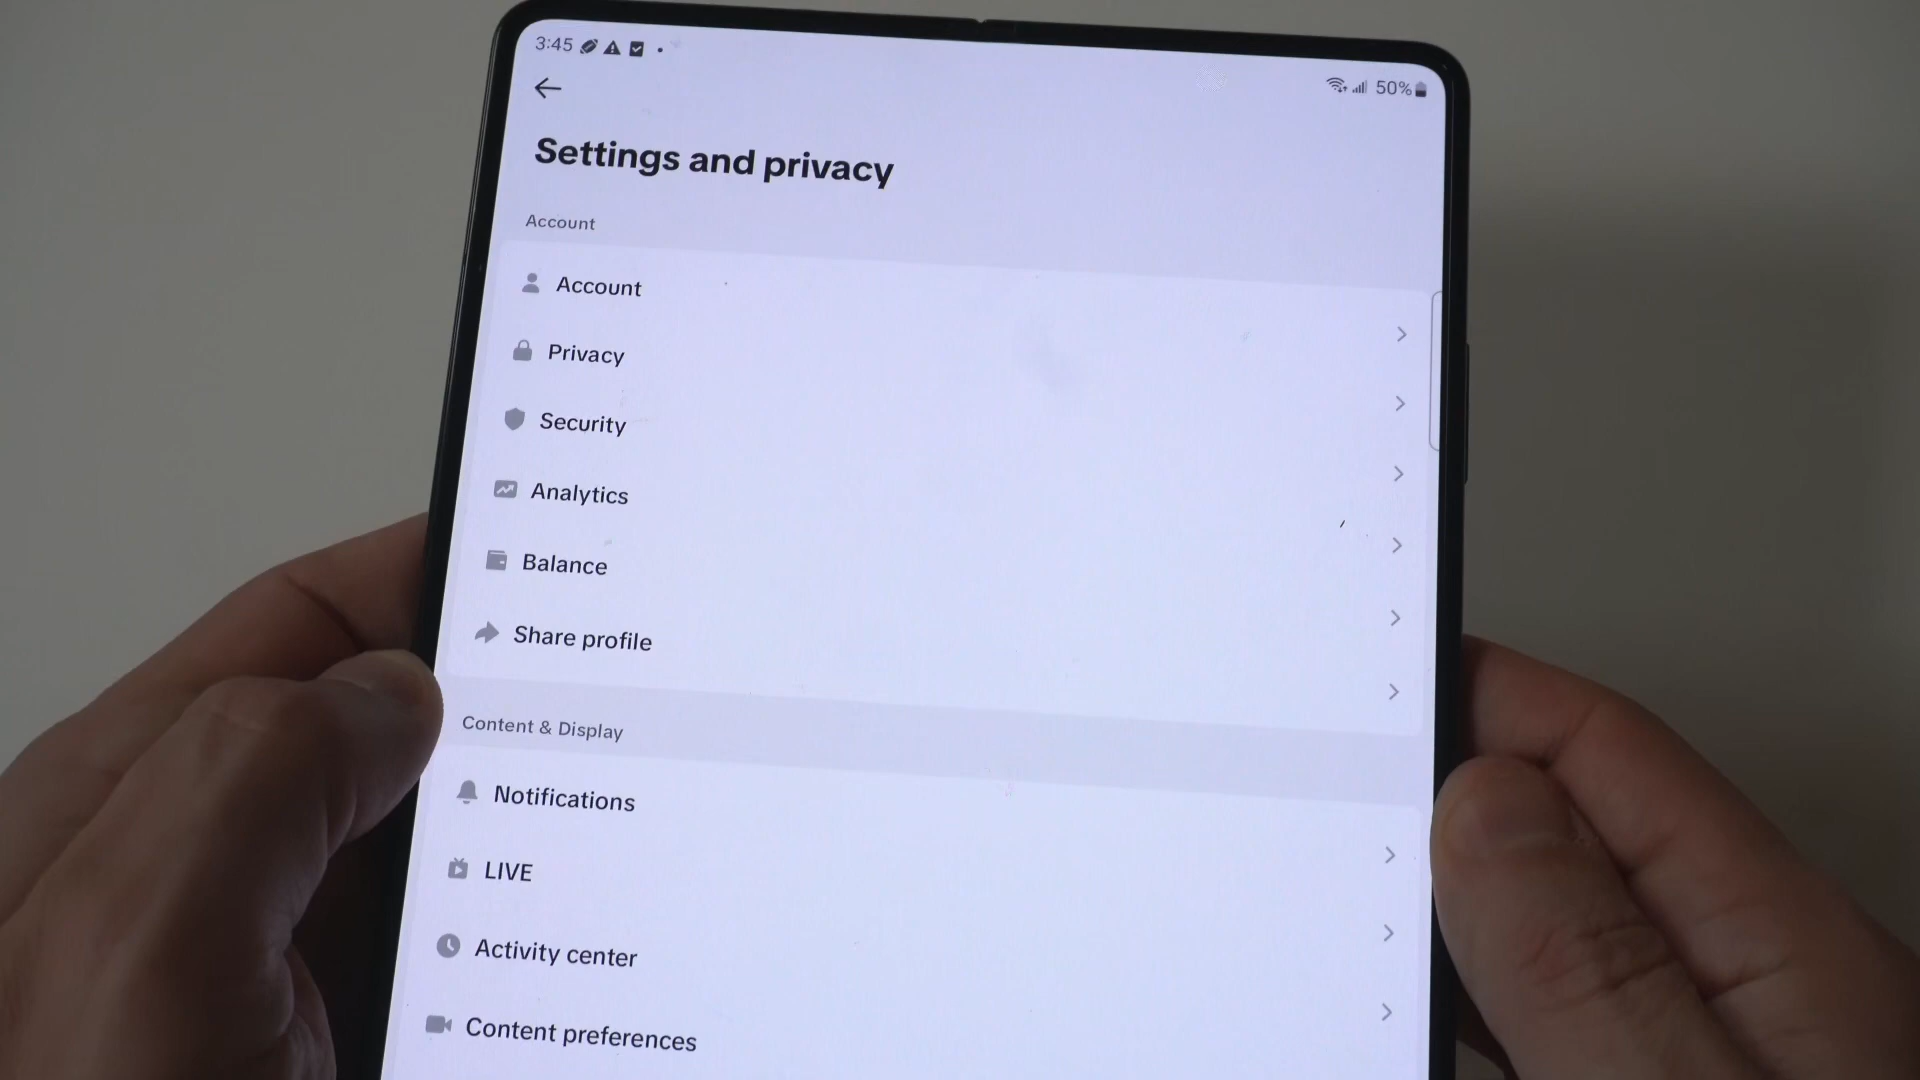 3:45
50%
Settings and privacy
Account
Account
Privacy
Security
Analytics
Balance
Share profile
Content & Display
Notifications
LIVE
Activity center
Content preferences